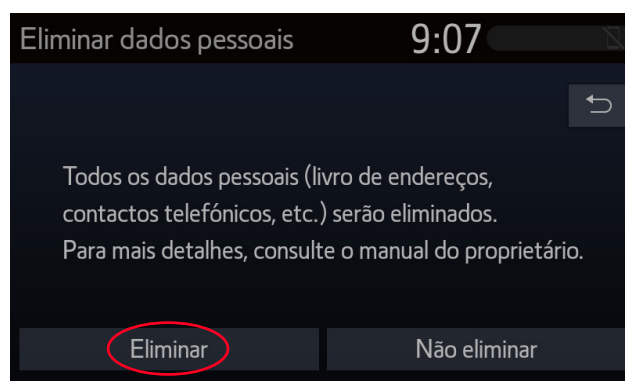 Eliminar dados pessoais 9:07
Todos os dados pessoais (livro de endereços,
contactos telefónicos, etc.) serão eliminados.
Para mais detalhes, consulte o manual do proprietário.
Eliminar Não eliminar